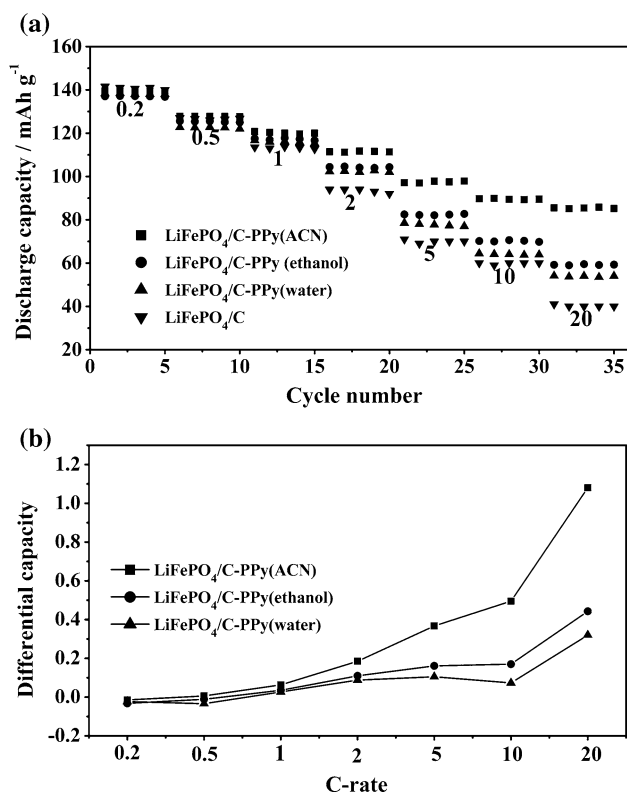 (a)
160
140
120
100
80
60
40
20
Discharge capacity / mAh g⁻¹
0.2
0.5
1
2
5
10
20
LiFePO₄/C-PPy(ACN)
LiFePO₄/C-PPy (ethanol)
LiFePO₄/C-PPy(water)
LiFePO₄/C
0 5 10 15 20 25 30 35
Cycle number
(b)
1.2
1.0
0.8
0.6
0.4
0.2
0.0
-0.2
Differential capacity
LiFePO₄/C-PPy(ACN)
LiFePO₄/C-PPy(ethanol)
LiFePO₄/C-PPy(water)
0.2 0.5 1 2 5 10 20
C-rate